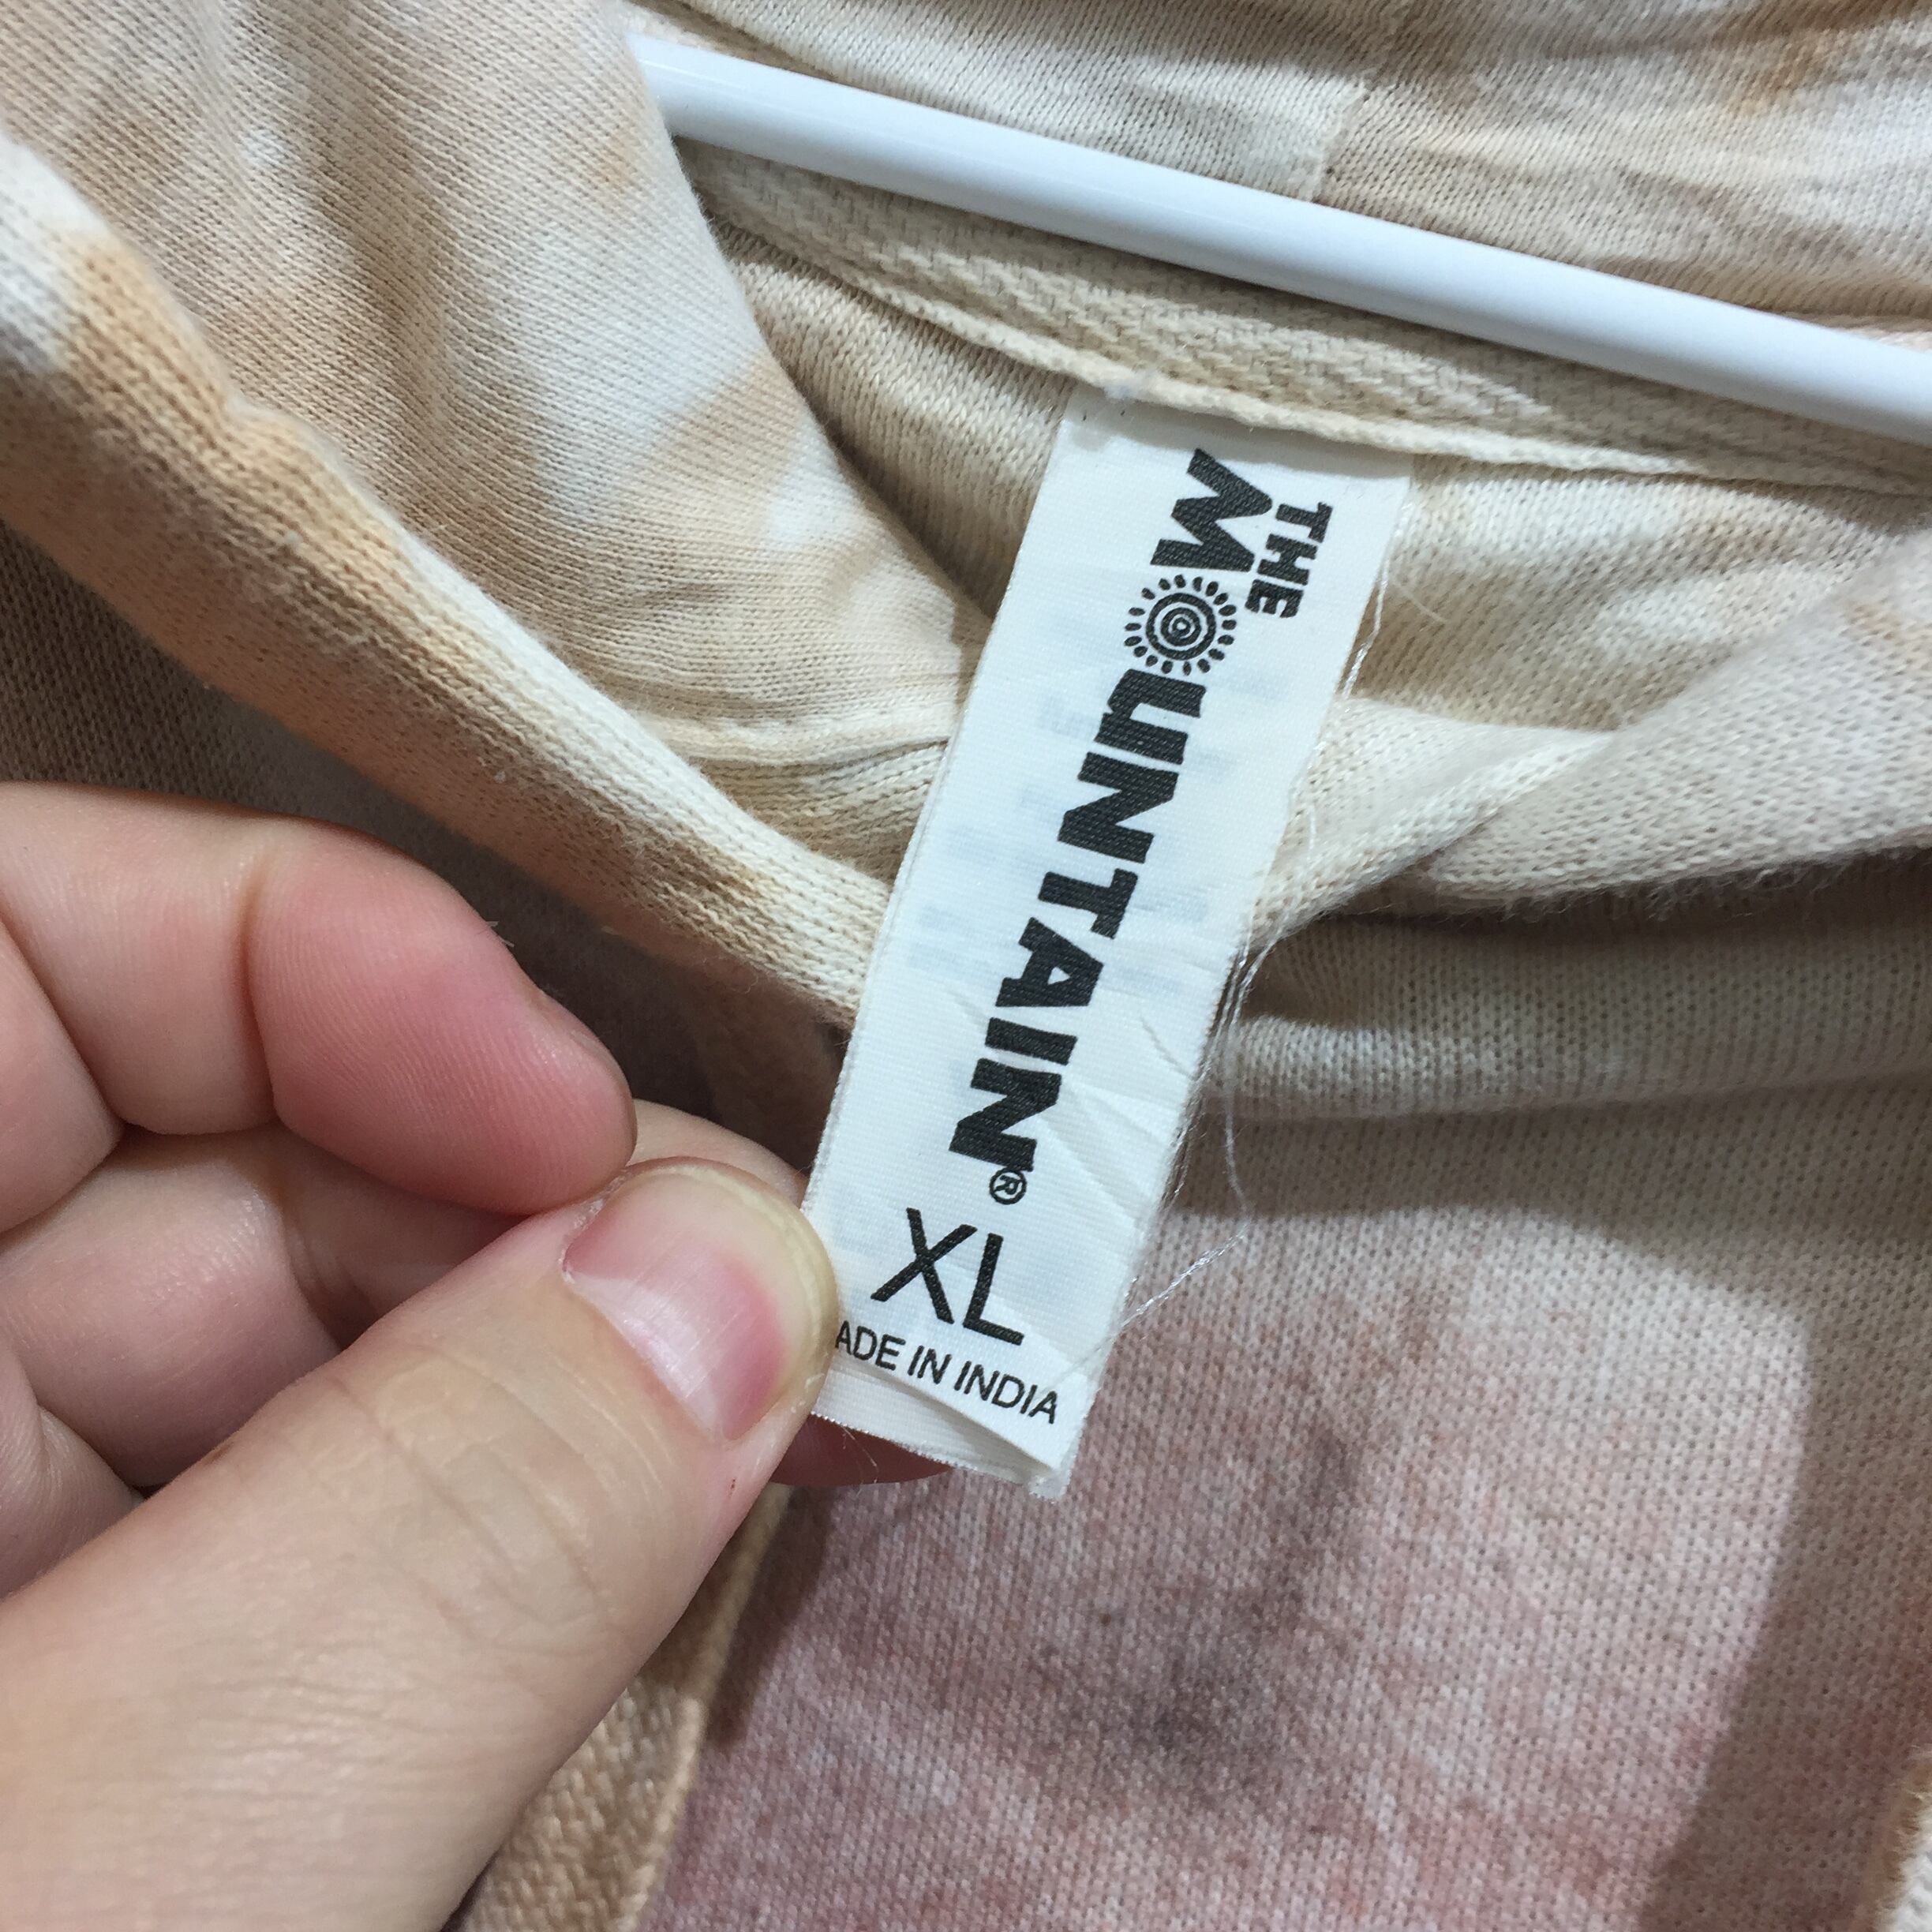 THE
MOUNTAIN®
XL
ADE IN INDIA